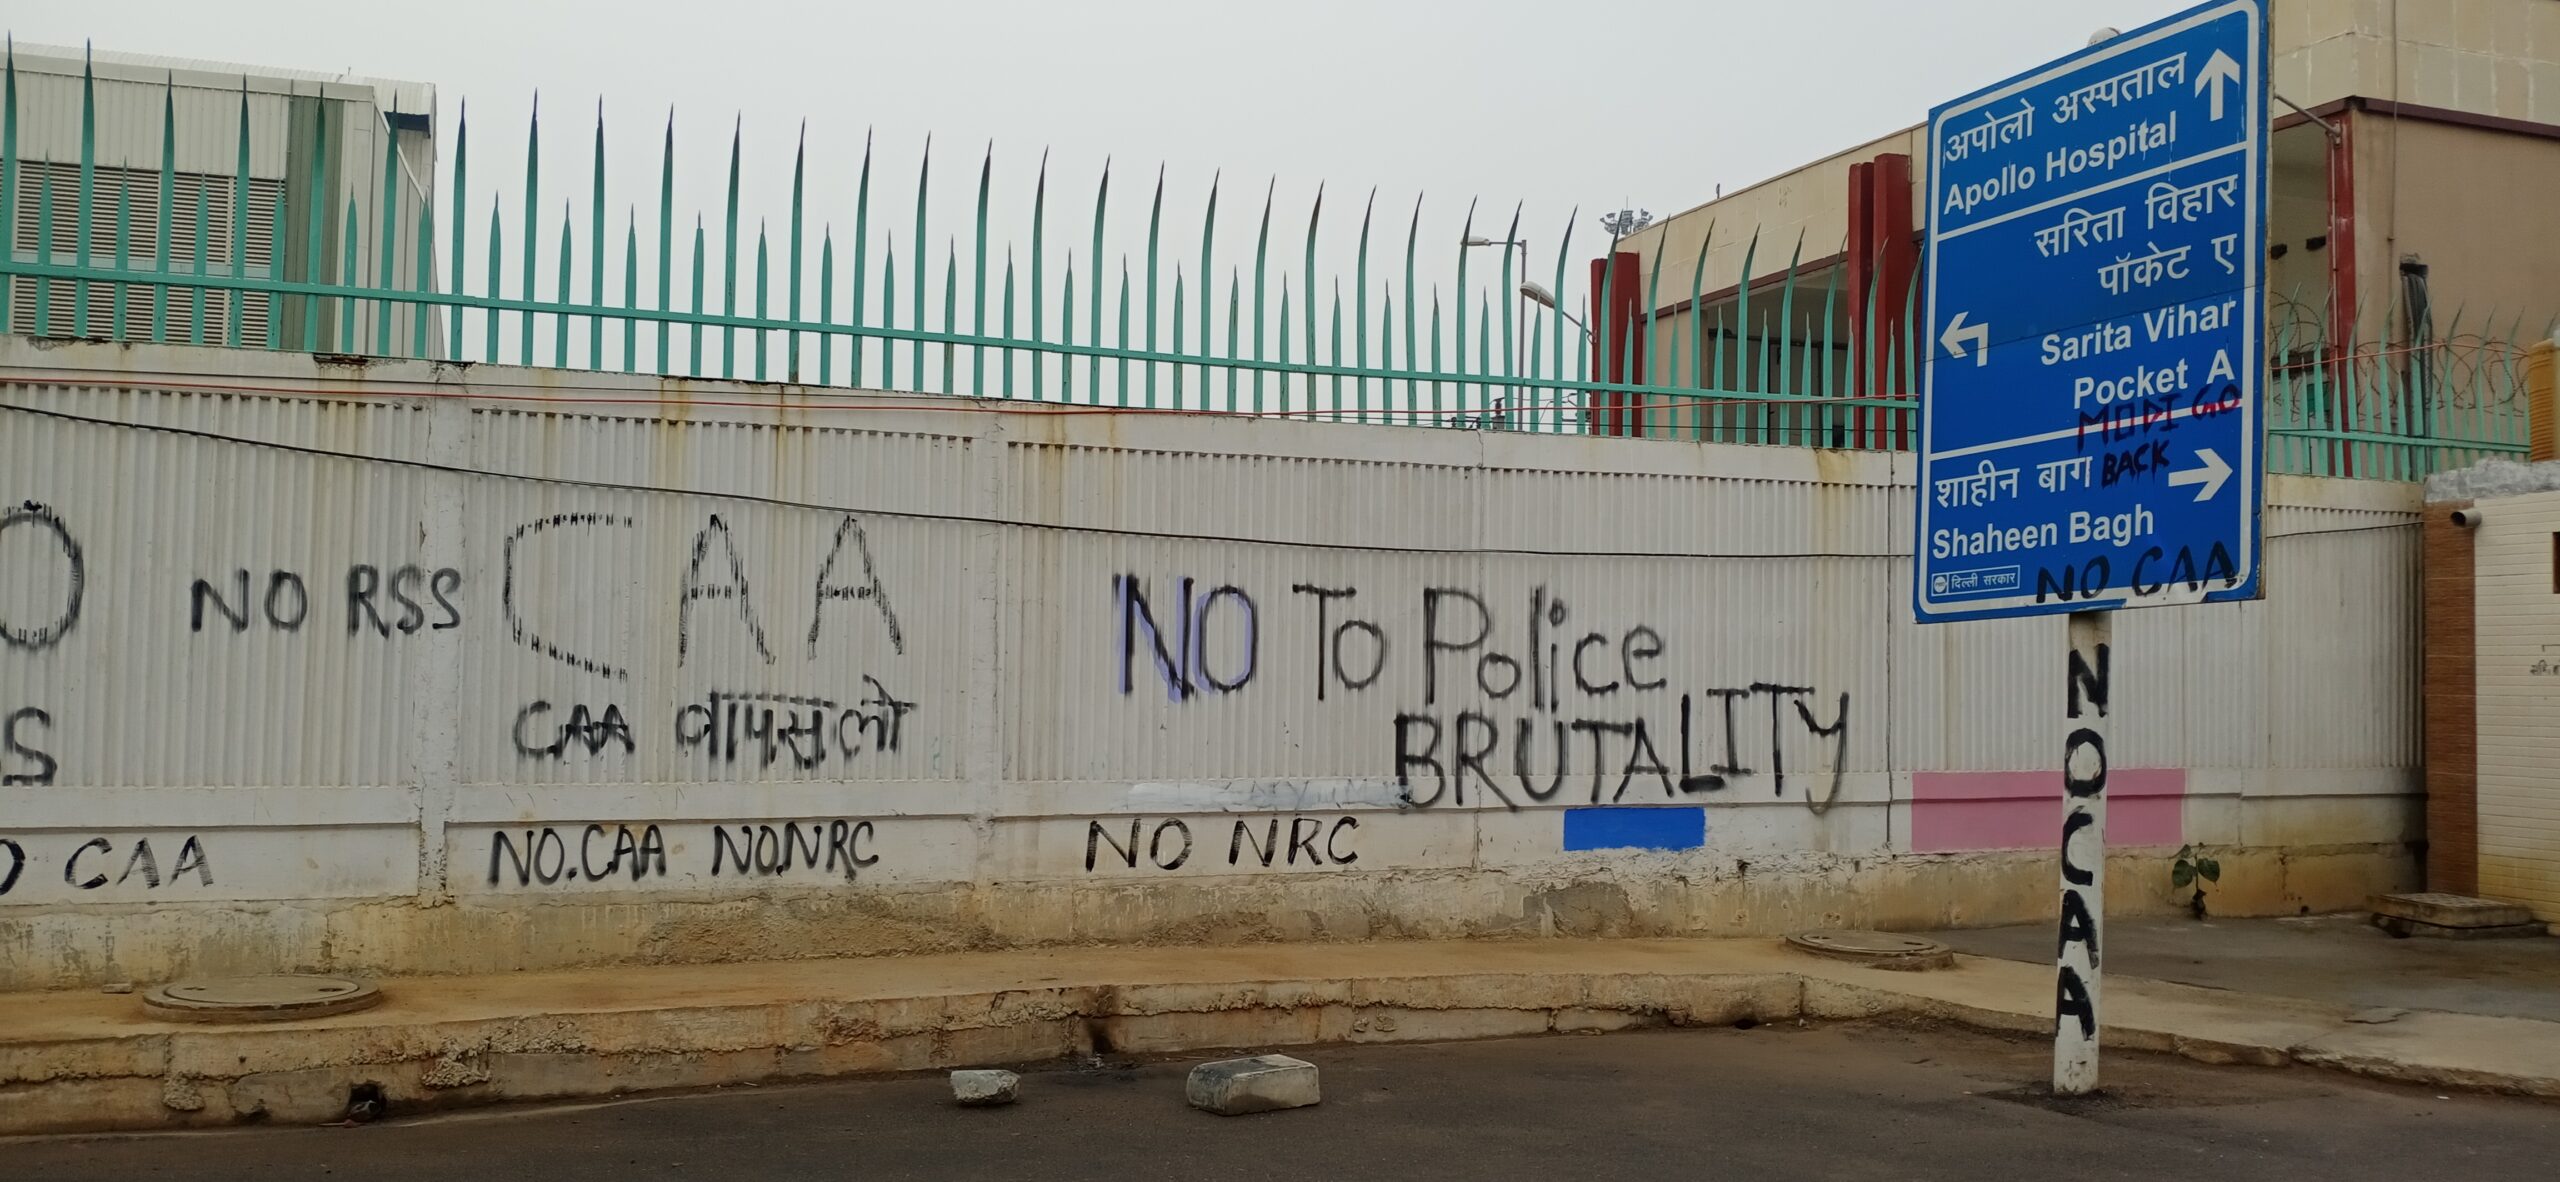 O
NO RSS
CAA
S
CAA वापस लो
O CAA
NO.CAA NO.NRC
NO To Police
BRUTALITY
NO NRC
अपोलो अस्पताल
Apollo Hospital
सरिता विहार
पॉकेट ए
Sarita Vihar
Pocket A
MODI GO
BACK
शाहीन बाग
Shaheen Bagh
दिल्ली सरकार
NO CAA
NO CAA